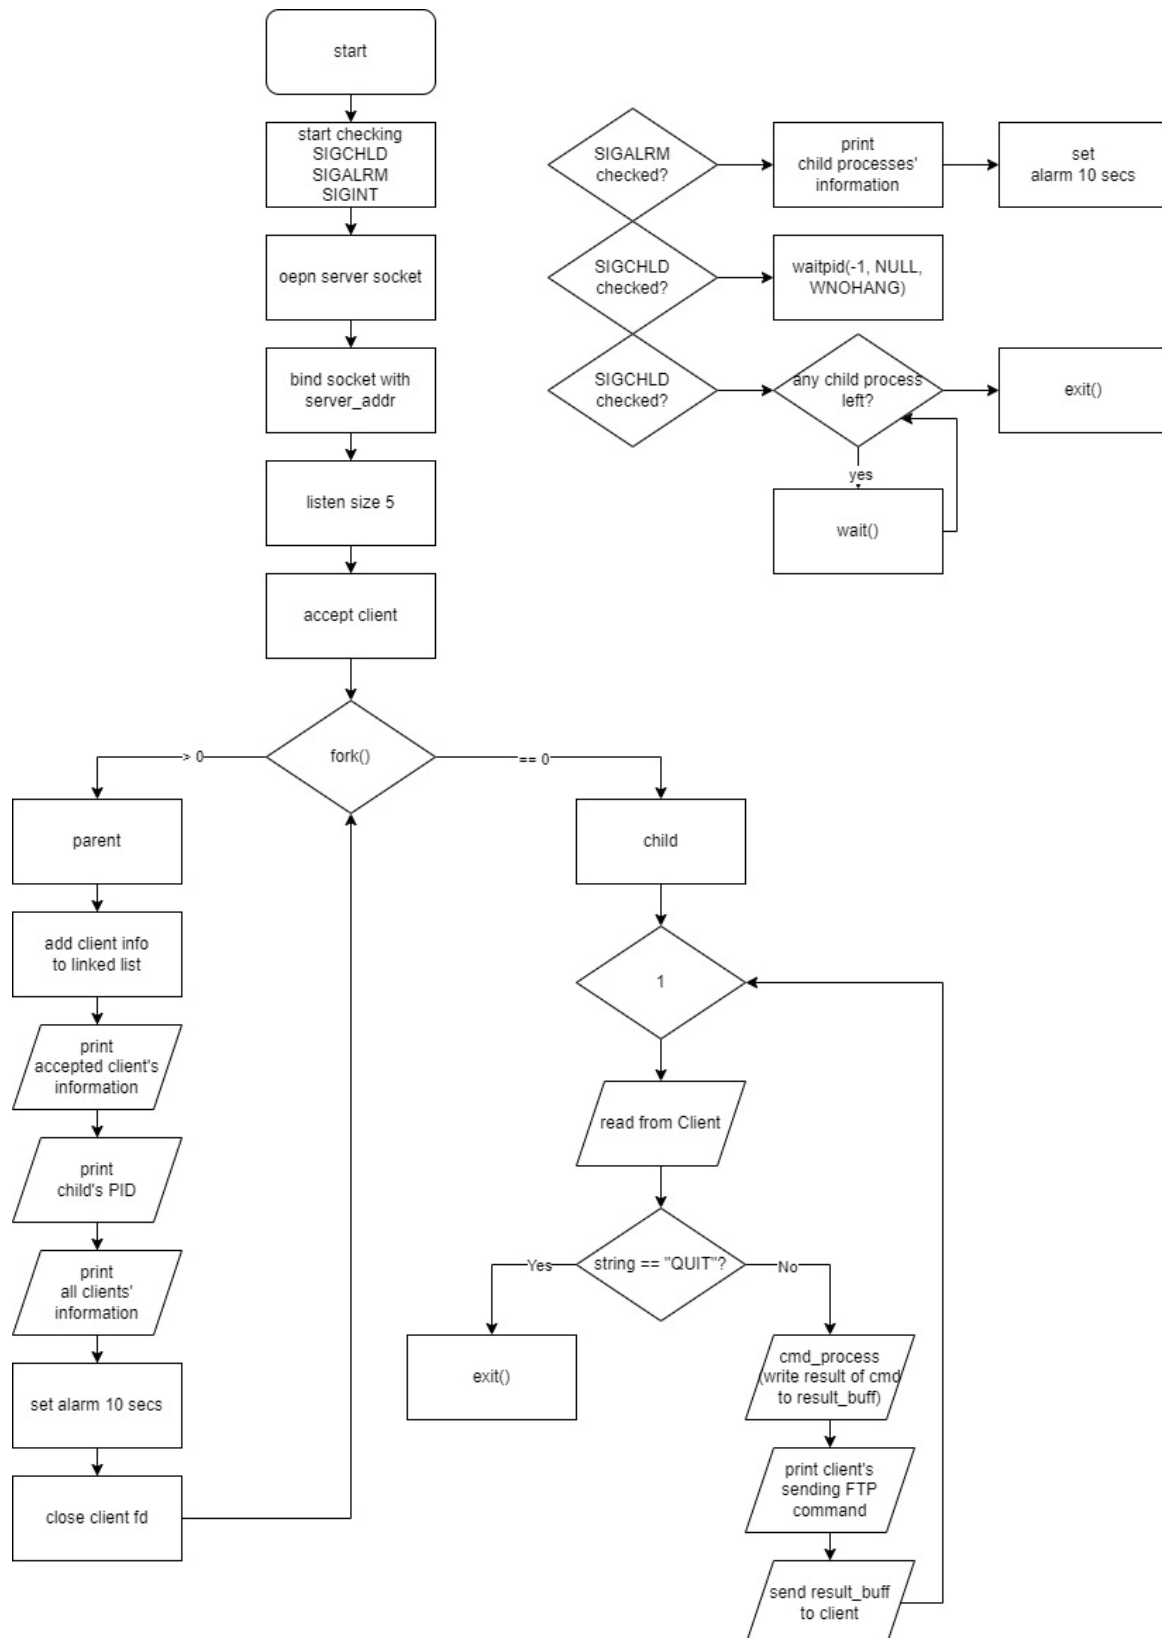 start
start checking
SIGCHLD
SIGALRM
SIGINT
oepn server socket
bind socket with
server_addr
listen size 5
accept client
SIGALRM
checked?
print
child processes'
information
set
alarm 10 secs
SIGCHLD
checked?
waitpid(-1, NULL,
WNOHANG)
SIGCHLD
checked?
any child process
left?
exit()
yes
wait()
fork()
> 0
== 0
parent
add client info
to linked list
print
accepted client's
information
print
child's PID
print
all clients'
information
set alarm 10 secs
close client fd
child
1
read from Client
string == "QUIT"?
Yes
No
exit()
cmd_process
(write result of cmd
to result_buff)
print client's
sending FTP
command
send result_buff
to client